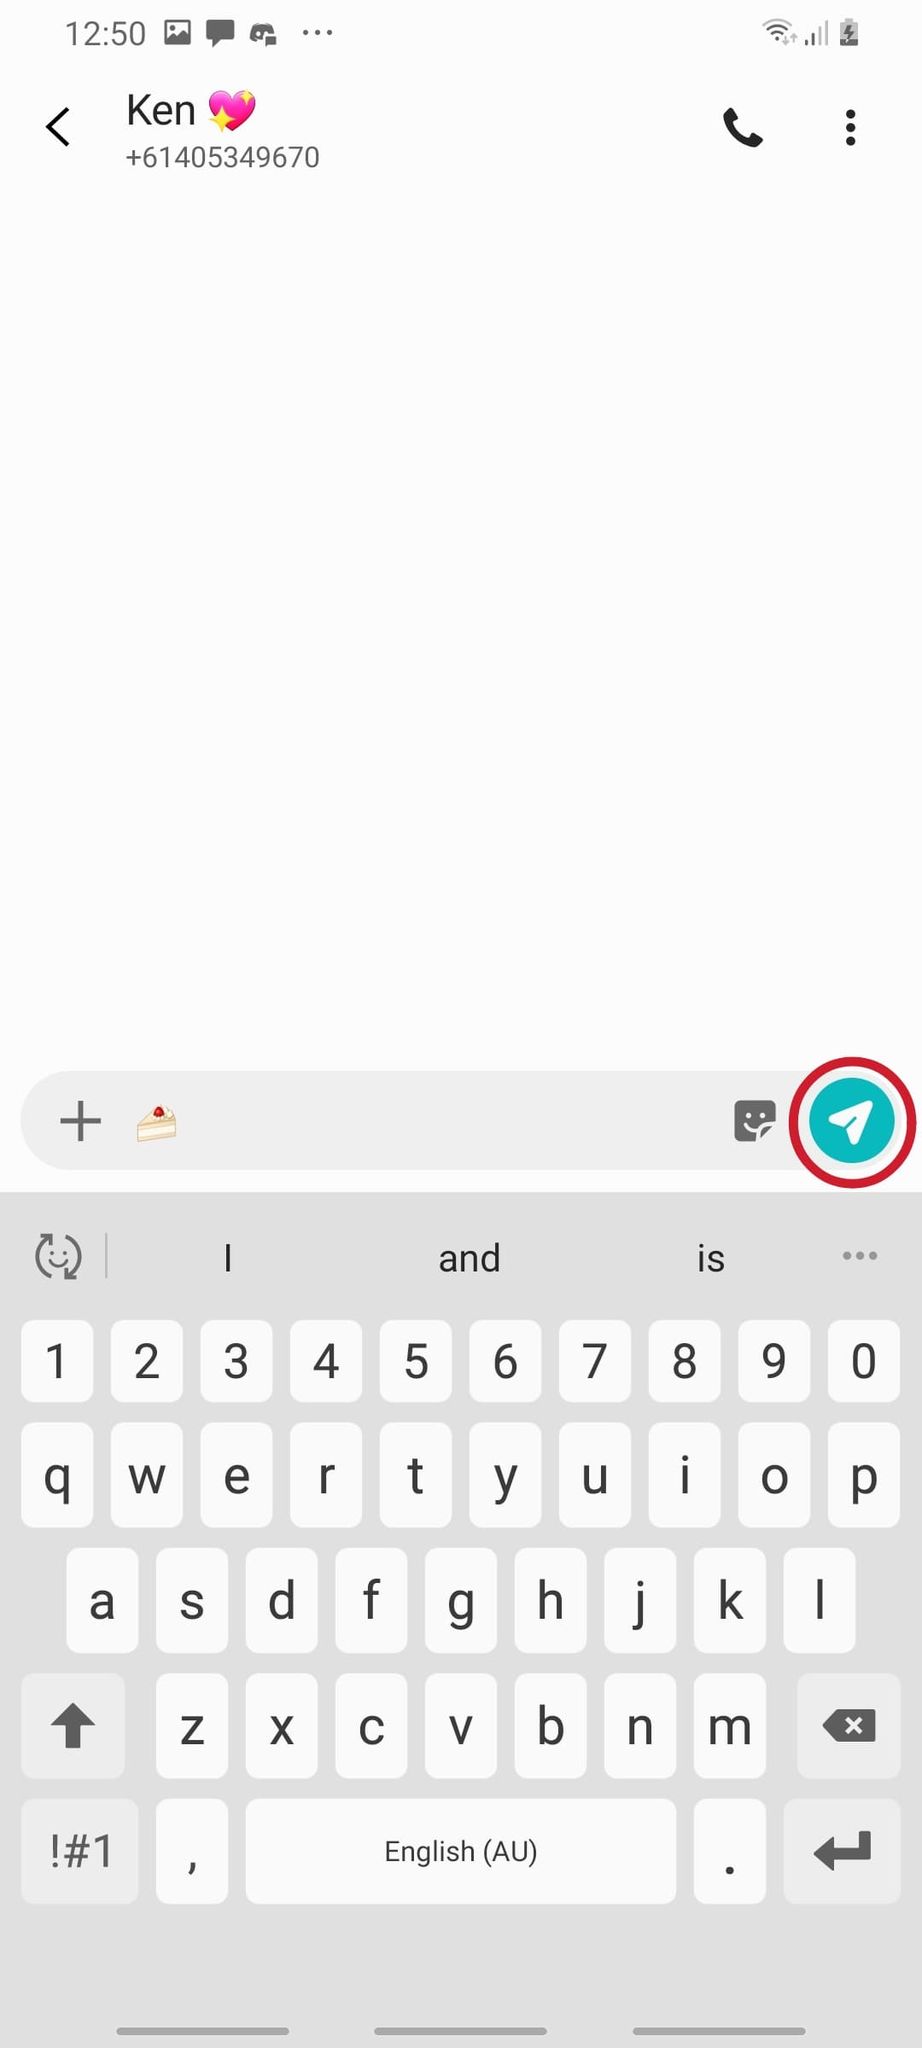 12:50
Ken 💖
+61405349670
🍰
I and is
1 2 3 4 5 6 7 8 9 0
q w e r t y u i o p
a s d f g h j k l
z x c v b n m
!#1 , English (AU) .